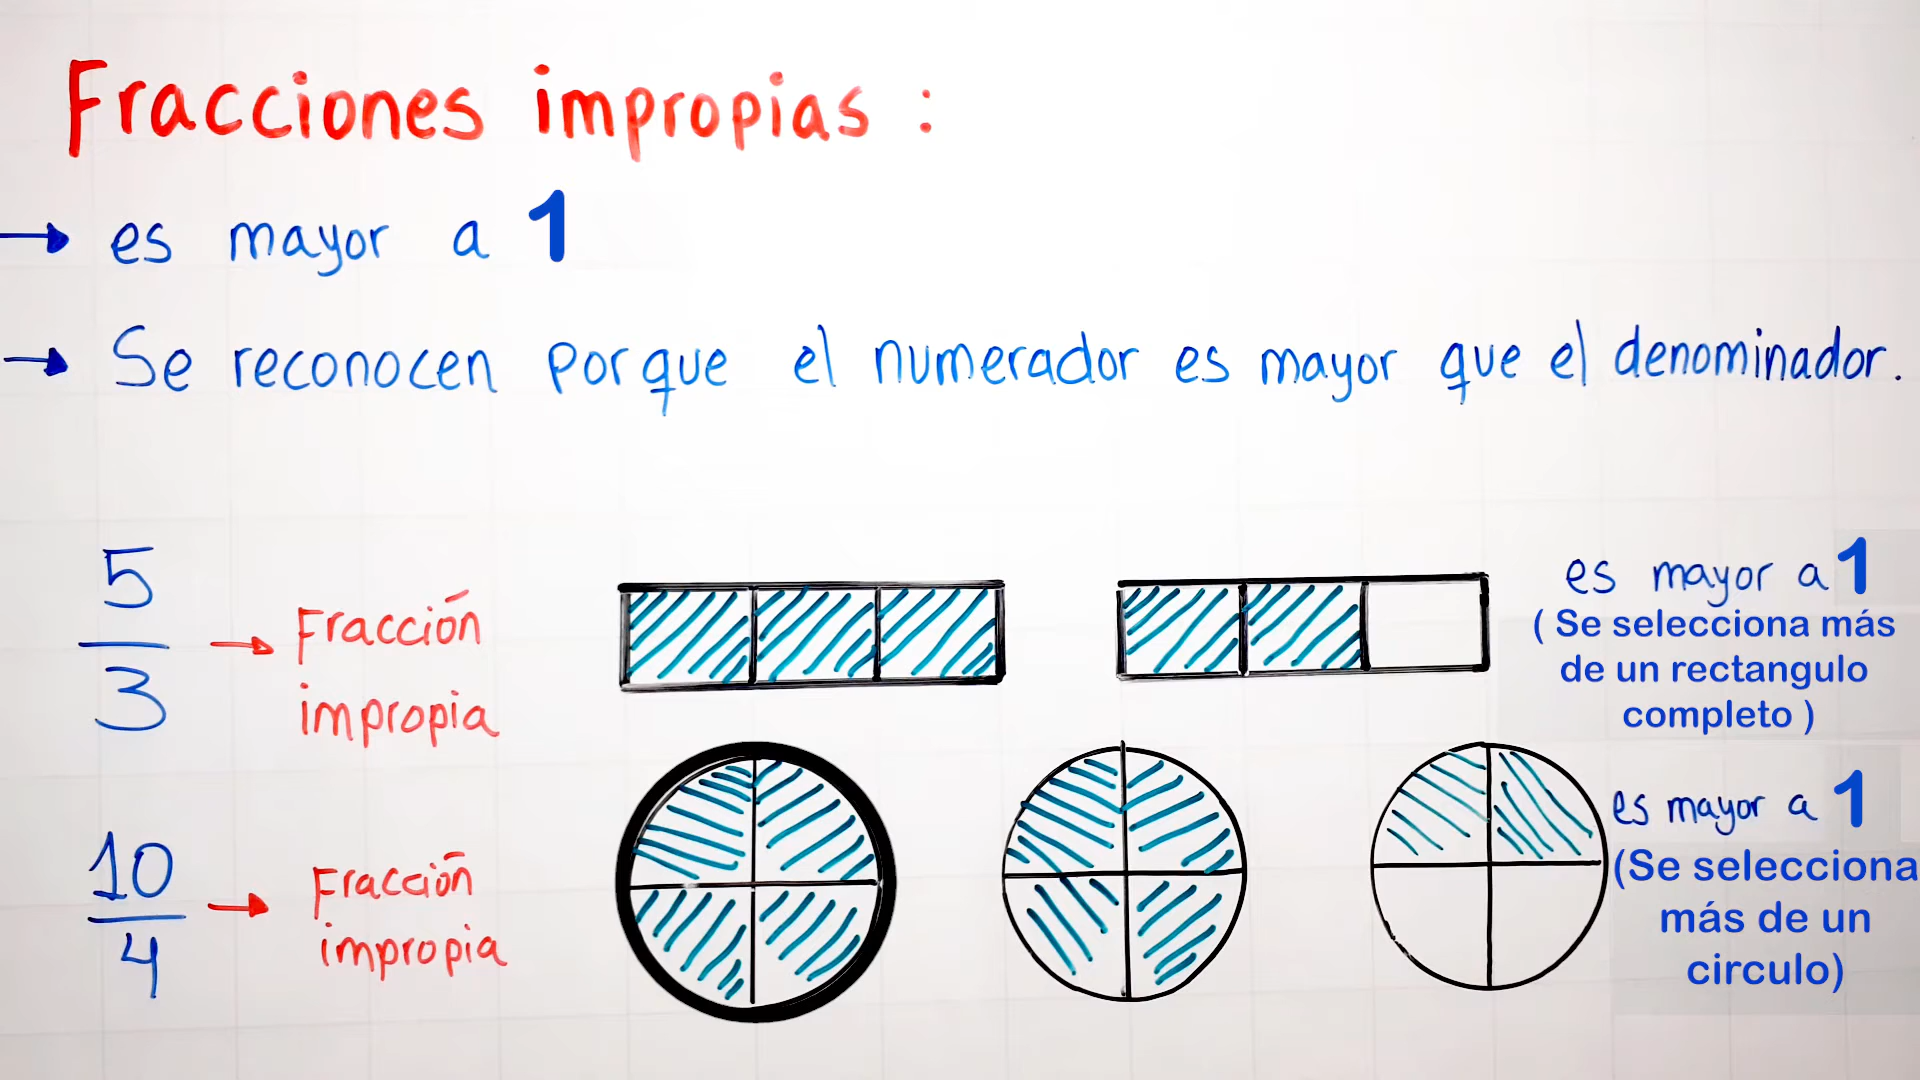 Fracciones impropias :
→ es mayor a 1
→ Se reconocen porque el numerador es mayor que el denominador.
5/3 → Fracción
impropia
es mayor a 1
( Se selecciona más
de un rectangulo
completo )
10/4 → Fracción
impropia
es mayor a 1
(Se selecciona
más de un
circulo)